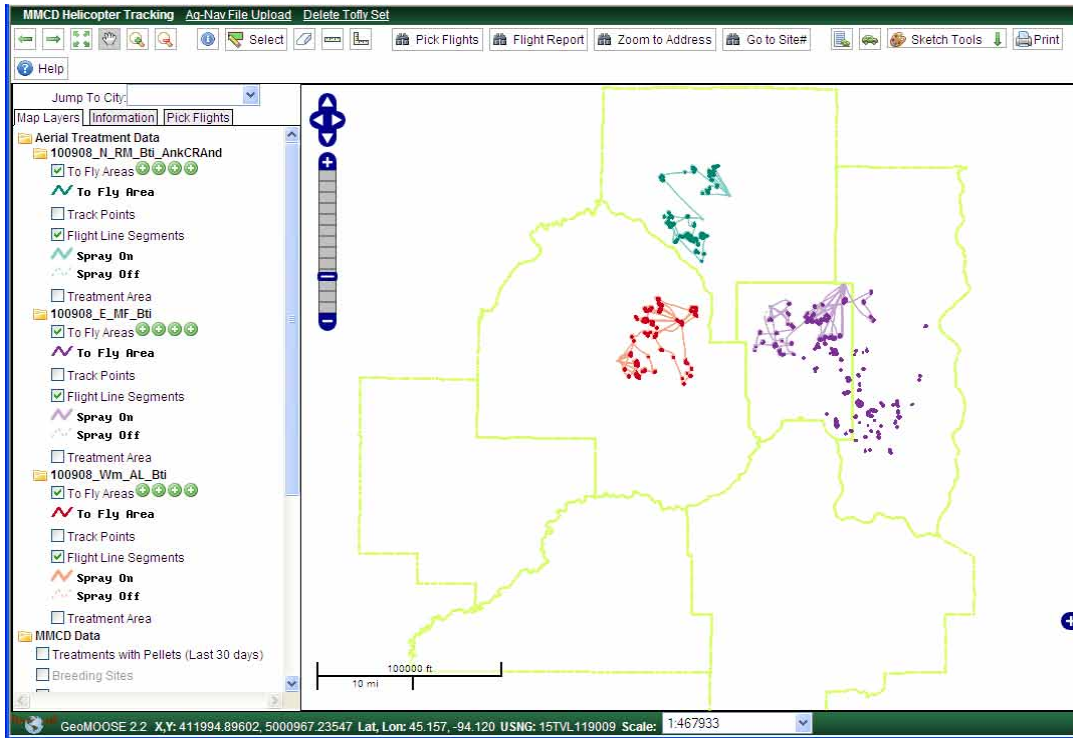 MMCD Helicopter Tracking Ag-Nav File Upload Delete Tofly Set
Select Pick Flights Flight Report Zoom to Address Go to Site# Sketch Tools Print
Help
Jump To City:
Map Layers Information Pick Flights
Aerial Treatment Data
100908_N_RM_Bti_AnkCRAnd
To Fly Areas
To Fly Area
Track Points
Flight Line Segments
Spray On
Spray Off
Treatment Area
100908_E_MF_Bti
To Fly Areas
To Fly Area
Track Points
Flight Line Segments
Spray On
Spray Off
Treatment Area
100908_Wm_AL_Bti
To Fly Areas
To Fly Area
Track Points
Flight Line Segments
Spray On
Spray Off
Treatment Area
MMCD Data
Treatments with Pellets (Last 30 days)
Breeding Sites
100000 ft
10 mi
GeoMOOSE 2.2 X,Y: 411994.89602, 5000967.23547 Lat, Lon: 45.157, -94.120 USNG: 15TVL119009 Scale: 1:467933